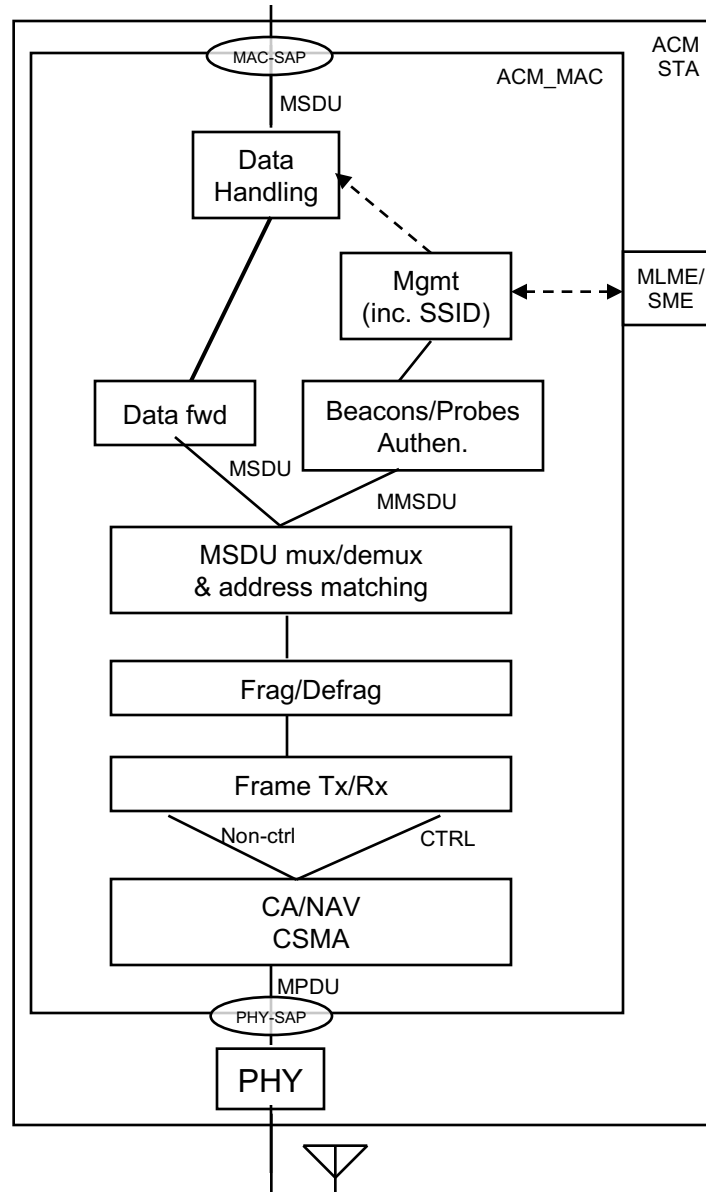 ACM
STA
MAC-SAP
ACM_MAC
MSDU
Data
Handling
Mgmt
(inc. SSID)
MLME/
SME
Data fwd
Beacons/Probes
Authen.
MSDU
MMSDU
MSDU mux/demux
& address matching
Frag/Defrag
Frame Tx/Rx
Non-ctrl
CTRL
CA/NAV
CSMA
MPDU
PHY-SAP
PHY